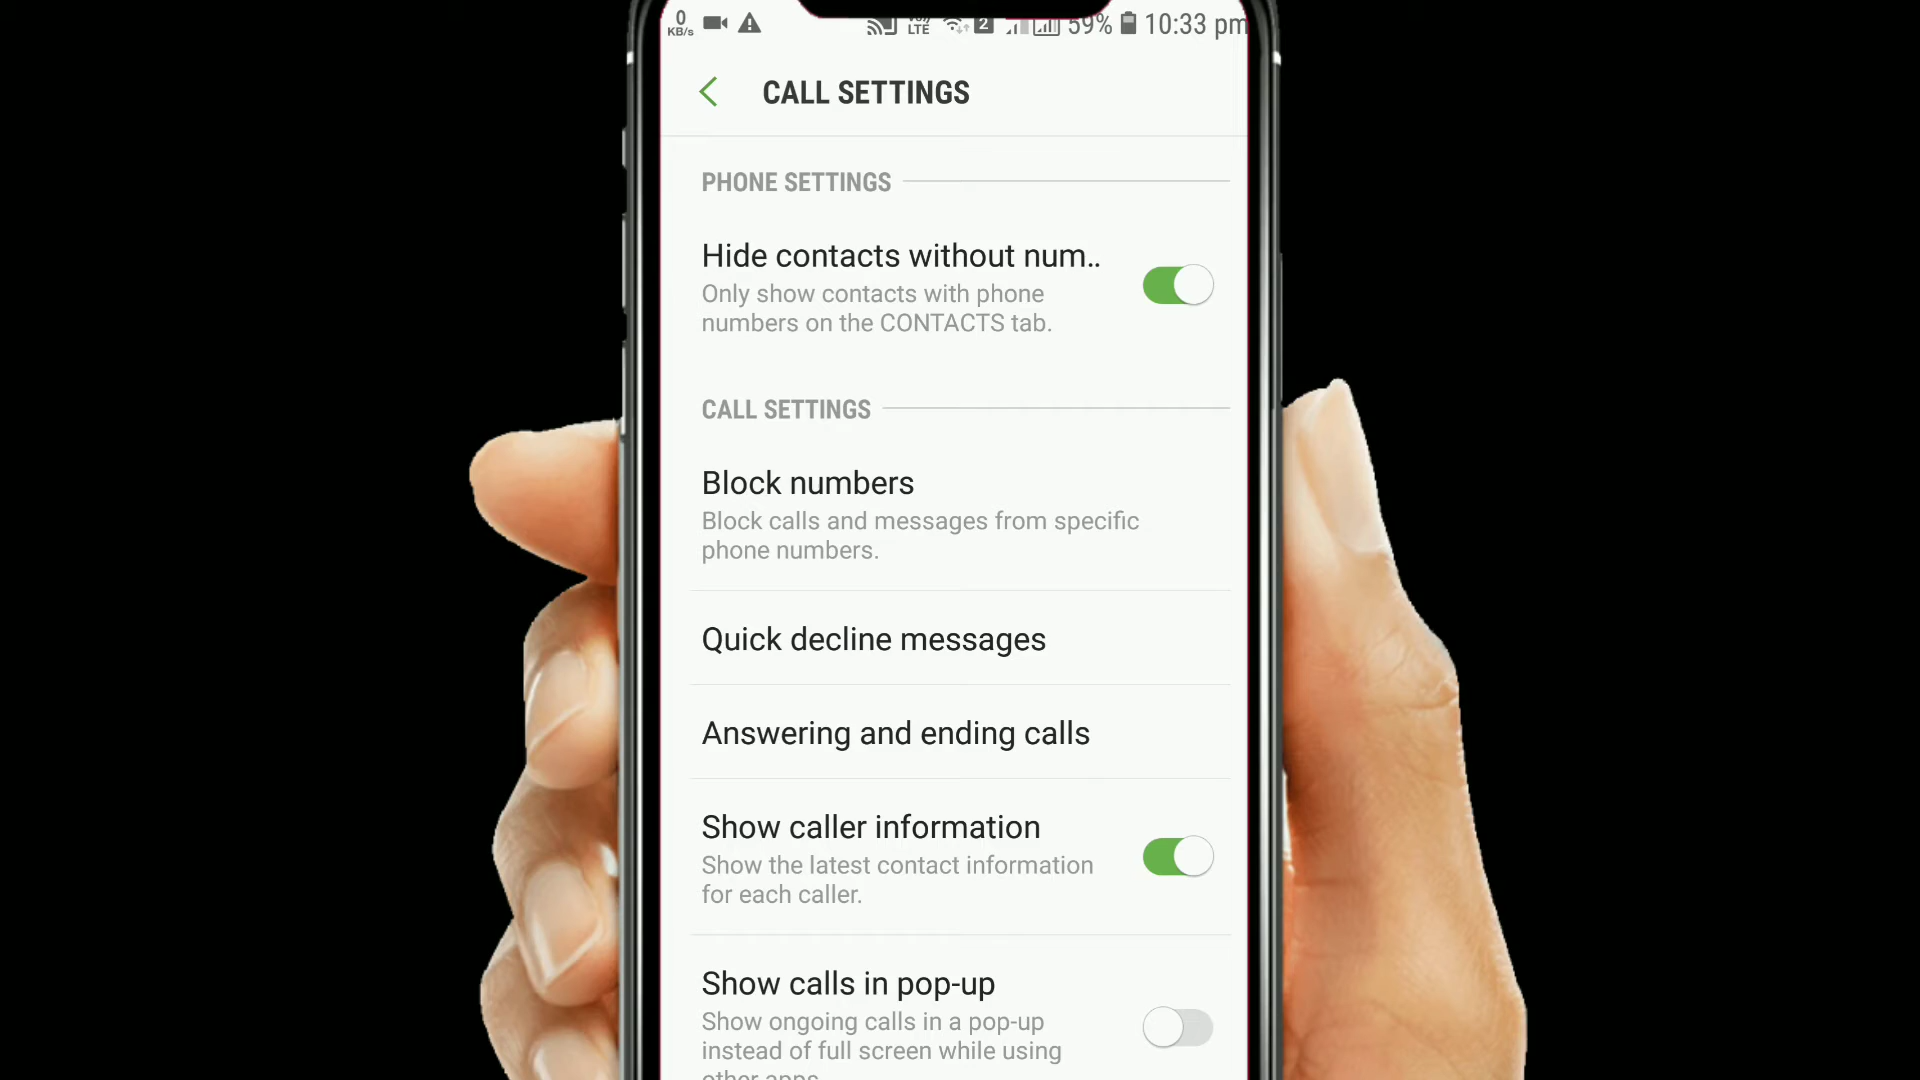 0
KB/s
LTE
2
59%
10:33 pm
CALL SETTINGS
PHONE SETTINGS
Hide contacts without num..
Only show contacts with phone
numbers on the CONTACTS tab.
CALL SETTINGS
Block numbers
Block calls and messages from specific
phone numbers.
Quick decline messages
Answering and ending calls
Show caller information
Show the latest contact information
for each caller.
Show calls in pop-up
Show ongoing calls in a pop-up
instead of full screen while using
other apps